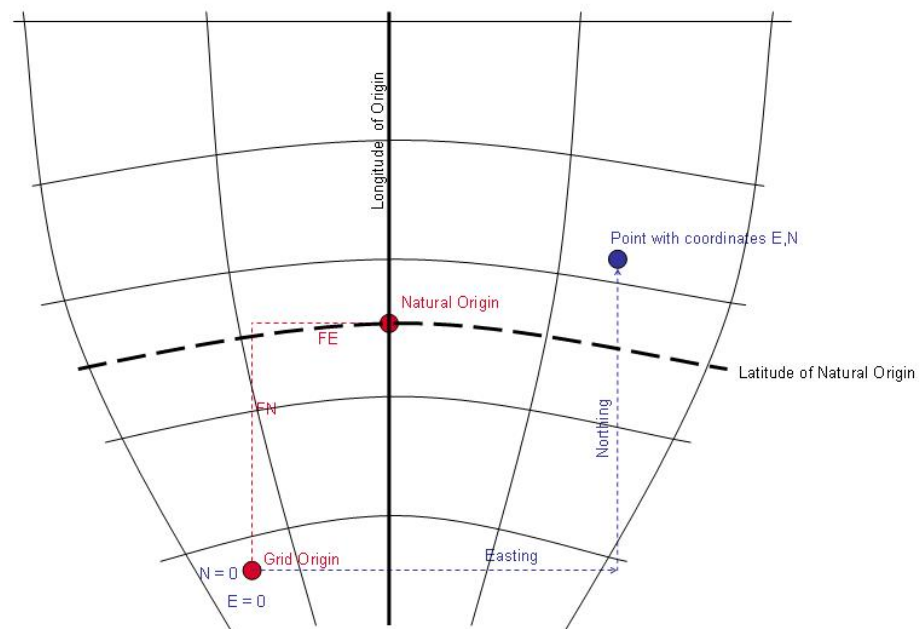 Longitude of Origin
Point with coordinates E,N
Natural Origin
FE
Latitude of Natural Origin
FN
Northing
Grid Origin
Easting
N = 0
E = 0